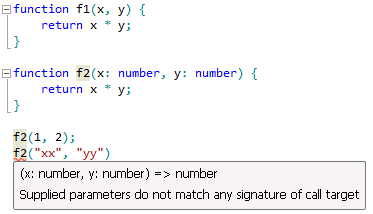 function f1(x, y) {
    return x * y;
}
function f2(x: number, y: number) {
    return x * y;
}
f2(1, 2);
f2("xx", "yy")
(x: number, y: number) => number
Supplied parameters do not match any signature of call target